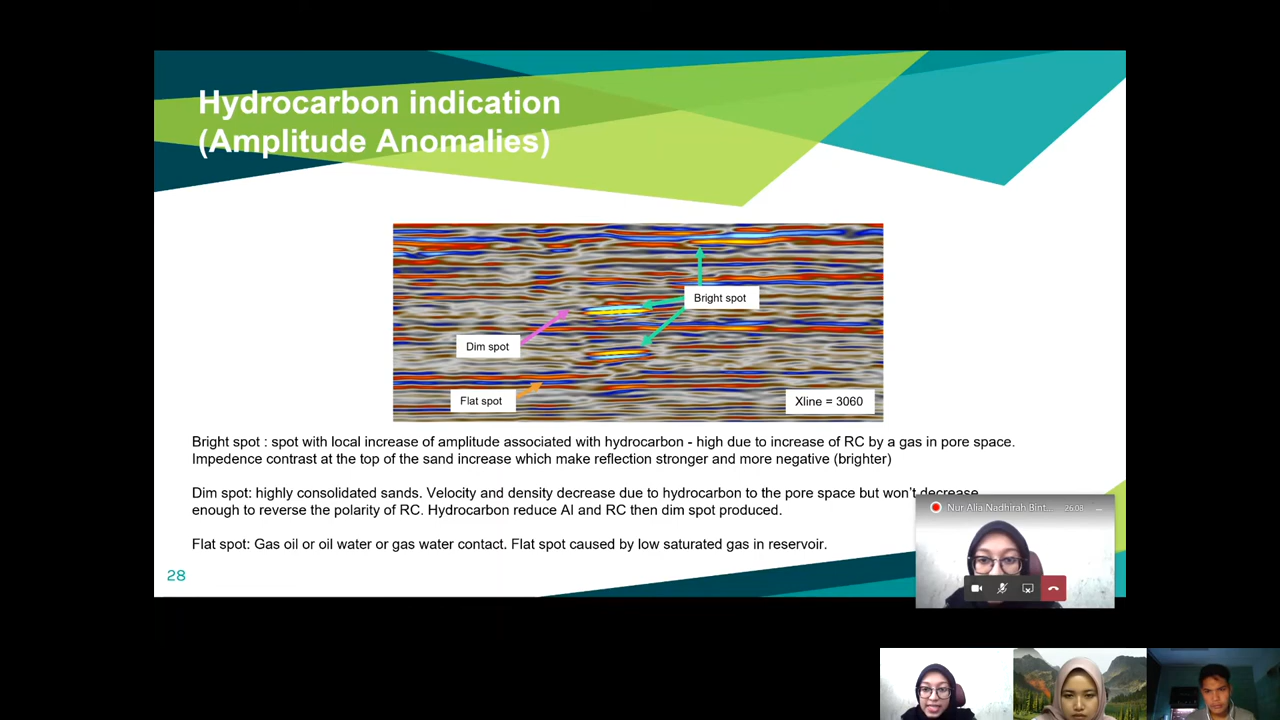 Hydrocarbon indication
(Amplitude Anomalies)
Bright spot
Dim spot
Flat spot
Xline = 3060
Bright spot : spot with local increase of amplitude associated with hydrocarbon - high due to increase of RC by a gas in pore space.
Impedence contrast at the top of the sand increase which make reflection stronger and more negative (brighter)
Dim spot: highly consolidated sands. Velocity and density decrease due to hydrocarbon to the pore space but won't decrease
enough to reverse the polarity of RC. Hydrocarbon reduce AI and RC then dim spot produced.
Nur Alia Nadhirah Bint... 26:08
Flat spot: Gas oil or oil water or gas water contact. Flat spot caused by low saturated gas in reservoir.
28